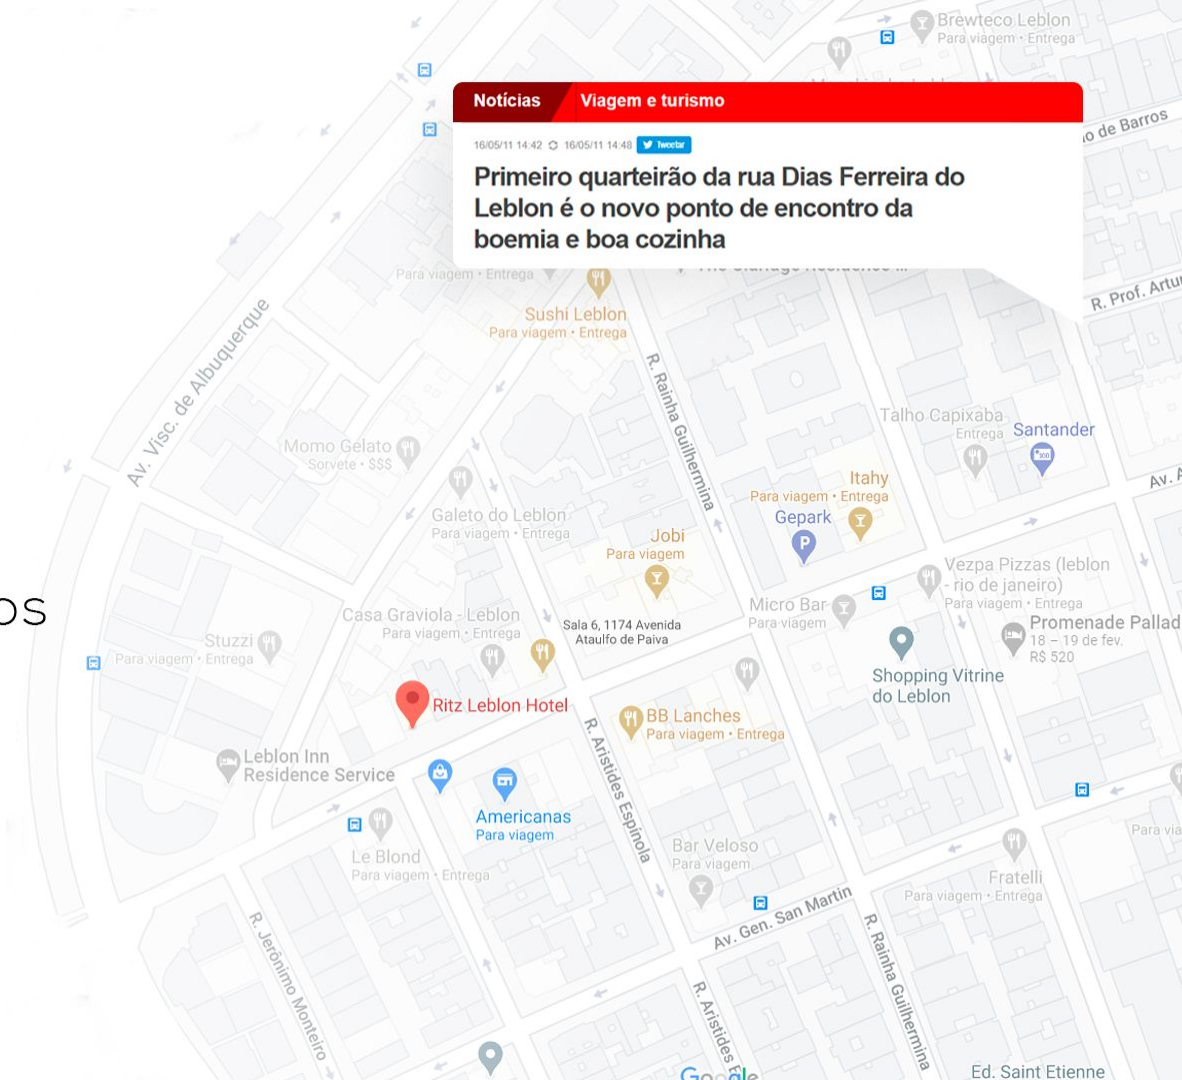 Brewteco Leblon
Para viagem • Entrega
Notícias
Viagem e turismo
16/05/11 14:42
16/05/11 14:48
Tweetar
Primeiro quarteirão da rua Dias Ferreira do
Leblon é o novo ponto de encontro da
boemia e boa cozinha
o de Barros
Para viagem • Entrega
Sushi Leblon
Para viagem • Entrega
R. Prof. Artu
Av. Visc. de Albuquerque
R. Rainha Guilhermina
Talho Capixaba
Entrega
Santander
Momo Gelato
Sorvete • $$$
Itahy
Para viagem • Entrega
Av. A
Galeto do Leblon
Para viagem • Entrega
Gepark
P
Jobi
Para viagem
Vezpa Pizzas (leblon
- rio de janeiro)
Para viagem • Entrega
os
Casa Graviola - Leblon
Para viagem • Entrega
Sala 6, 1174 Avenida
Ataulfo de Paiva
Micro Bar
Para viagem
Promenade Pallad
18 – 19 de fev.
R$ 520
Stuzzi
Para viagem • Entrega
Shopping Vitrine
do Leblon
Ritz Leblon Hotel
BB Lanches
Para viagem • Entrega
Leblon Inn
Residence Service
R. Aristides Espínola
Americanas
Para viagem
Le Blond
Para viagem • Entrega
Bar Veloso
Para viagem
Para via
Fratelli
Para viagem • Entrega
Av. Gen. San Martin
R. Jerônimo Monteiro
R. Rainha Guilhermina
R. Aristides E
Google
Ed. Saint Etienne